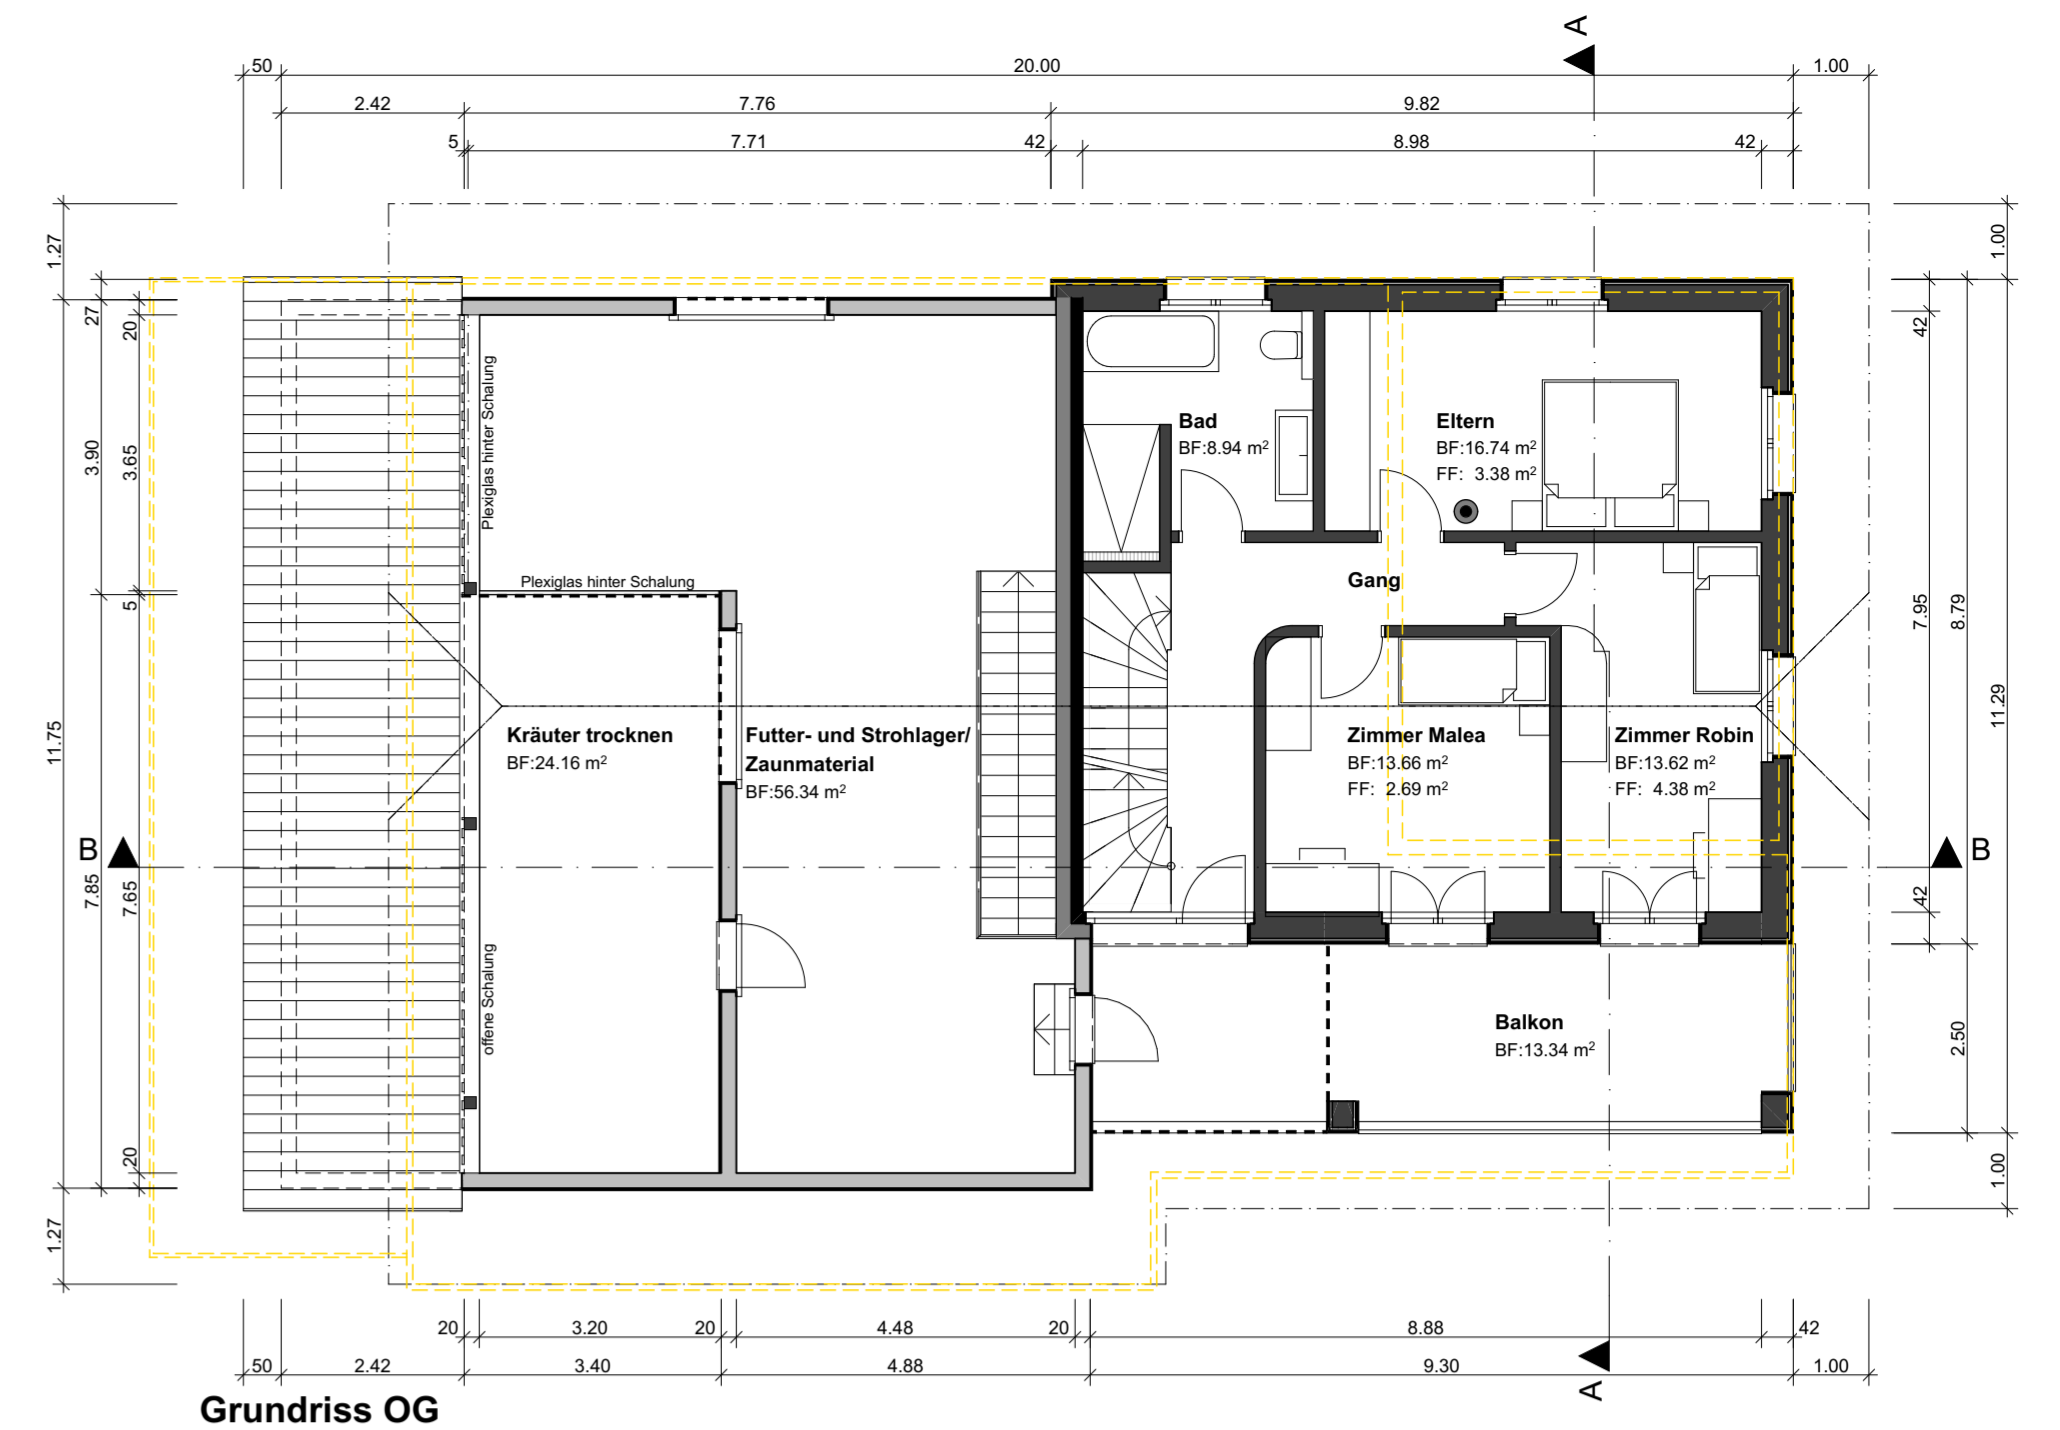 A
50 20.00 1.00
2.42 7.76 9.82
5 7.71 42 8.98 42
1.27
27
20
3.90
3.65
5
11.75
7.85
7.65
20
1.27
1.00
42
7.95
8.79
11.29
42
2.50
1.00
Plexiglas hinter Schalung
Plexiglas hinter Schalung
offene Schalung
Bad
BF:8.94 m²
Eltern
BF:16.74 m²
FF: 3.38 m²
Gang
Kräuter trocknen
BF:24.16 m²
Futter- und Strohlager/
Zaunmaterial
BF:56.34 m²
Zimmer Malea
BF:13.66 m²
FF: 2.69 m²
Zimmer Robin
BF:13.62 m²
FF: 4.38 m²
B
B
Balkon
BF:13.34 m²
20 3.20 20 4.48 20 8.88 42
50 2.42 3.40 4.88 9.30 1.00
A
Grundriss OG